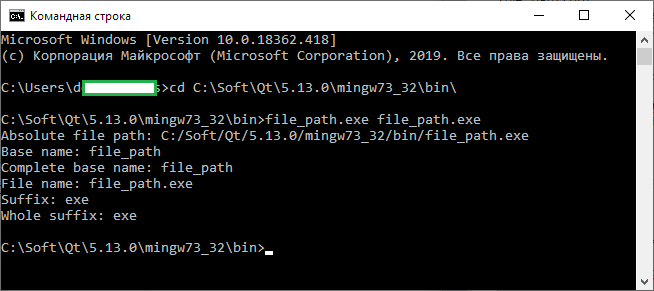 Командная строка
Microsoft Windows [Version 10.0.18362.418]
(c) Корпорация Майкрософт (Microsoft Corporation), 2019. Все права защищены.
C:\Users\d s>cd C:\Soft\Qt\5.13.0\mingw73_32\bin\
C:\Soft\Qt\5.13.0\mingw73_32\bin>file_path.exe file_path.exe
Absolute file path: C:/Soft/Qt/5.13.0/mingw73_32/bin/file_path.exe
Base name: file_path
Complete base name: file_path
File name: file_path.exe
Suffix: exe
Whole suffix: exe
C:\Soft\Qt\5.13.0\mingw73_32\bin>